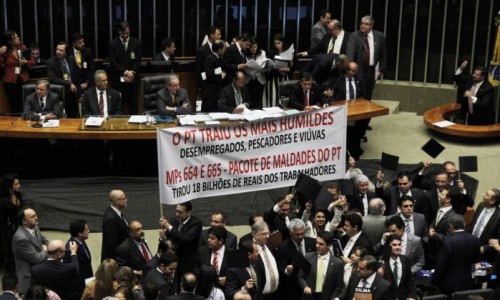 O PT TRAIU OS MAIS HUMILDES
DESEMPREGADOS, PESCADORES E VIÚVAS
MPs 664 E 665 - PACOTE DE MALDADES DO PT
TIROU 18 BILHÕES DE REAIS DOS TRABALHADORES